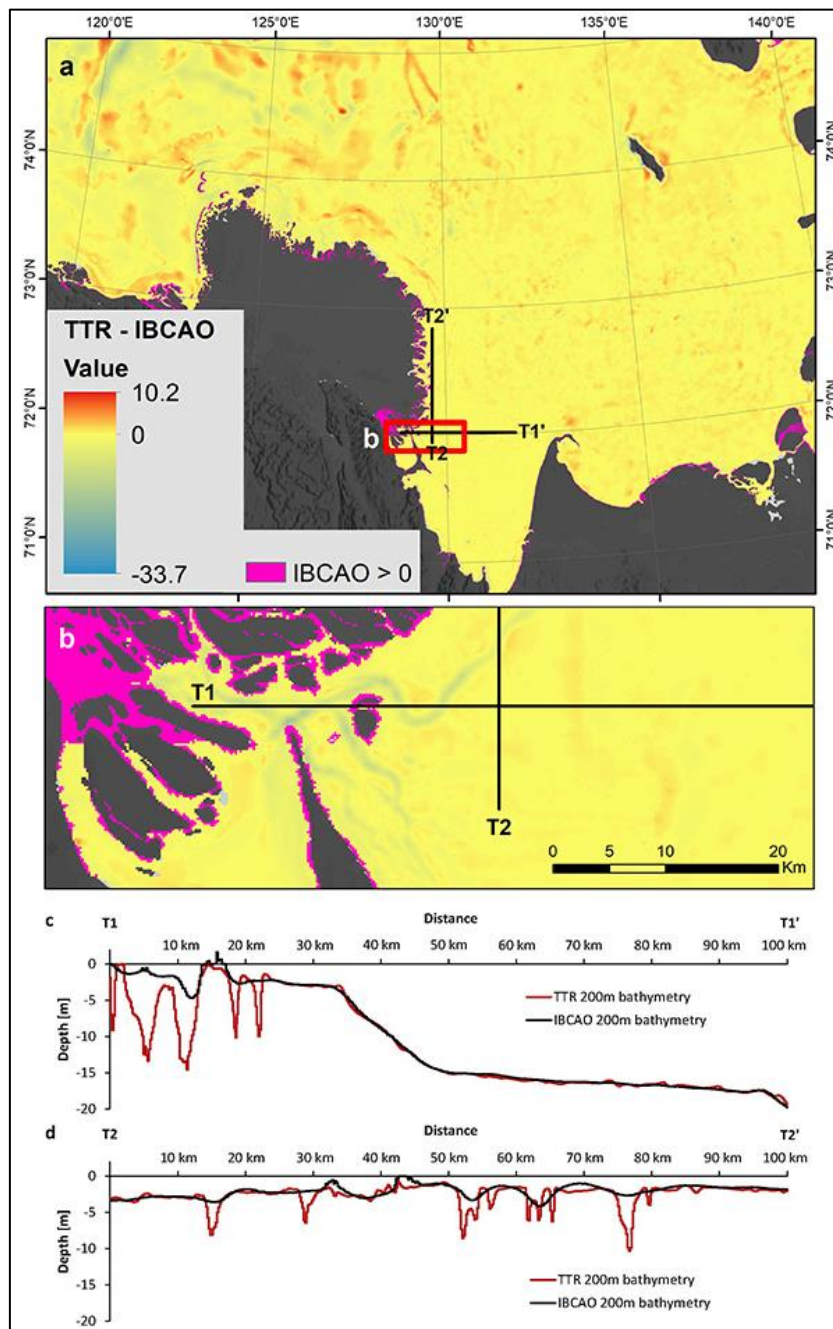 120°0'E 125°0'E 130°0'E 135°0'E 140°0'E
a
74°0'N 74°0'N
73°0'N 73°0'N
72°0'N 72°0'N
71°0'N 71°0'N
T2'
T1'
b
T2
TTR - IBCAO
Value
10.2
0
-33.7
IBCAO > 0
130°0'E
b
T1
T2
0 5 10 20
Km
c T1 Distance T1'
10 km 20 km 30 km 40 km 50 km 60 km 70 km 80 km 90 km 100 km
0
-5
-10
-15
-20
Depth [m]
TTR 200m bathymetry
IBCAO 200m bathymetry
d T2 Distance T2'
10 km 20 km 30 km 40 km 50 km 60 km 70 km 80 km 90 km 100 km
0
-5
-10
-15
-20
Depth [m]
TTR 200m bathymetry
IBCAO 200m bathymetry